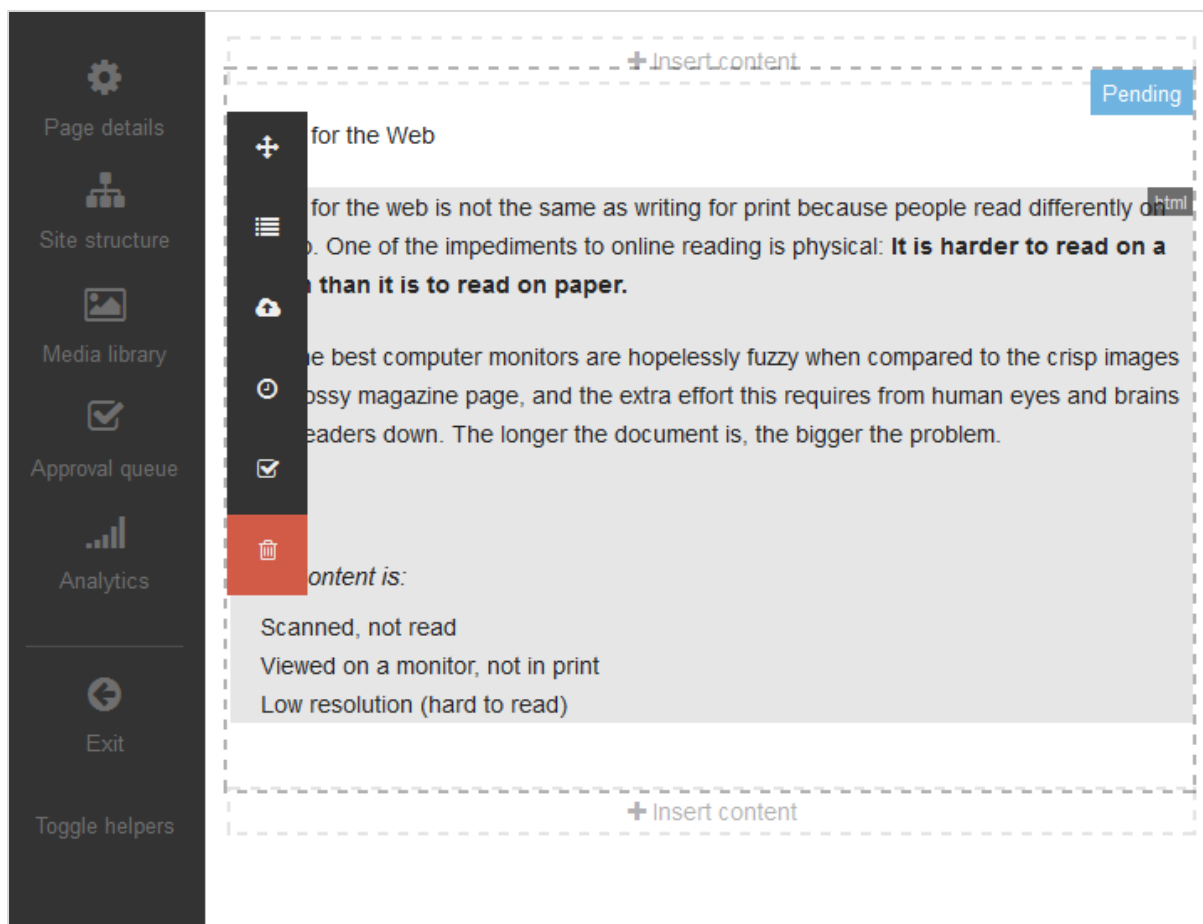 Page details
Site structure
Media library
Approval queue
Analytics
Exit
Toggle helpers
Insert content
Pending
for the Web
html
for the web is not the same as writing for print because people read differently on
One of the impediments to online reading is physical: It is harder to read on a
than it is to read on paper.
best computer monitors are hopelessly fuzzy when compared to the crisp images
magazine page, and the extra effort this requires from human eyes and brains
down. The longer the document is, the bigger the problem.
ontent is:
Scanned, not read
Viewed on a monitor, not in print
Low resolution (hard to read)
Insert content